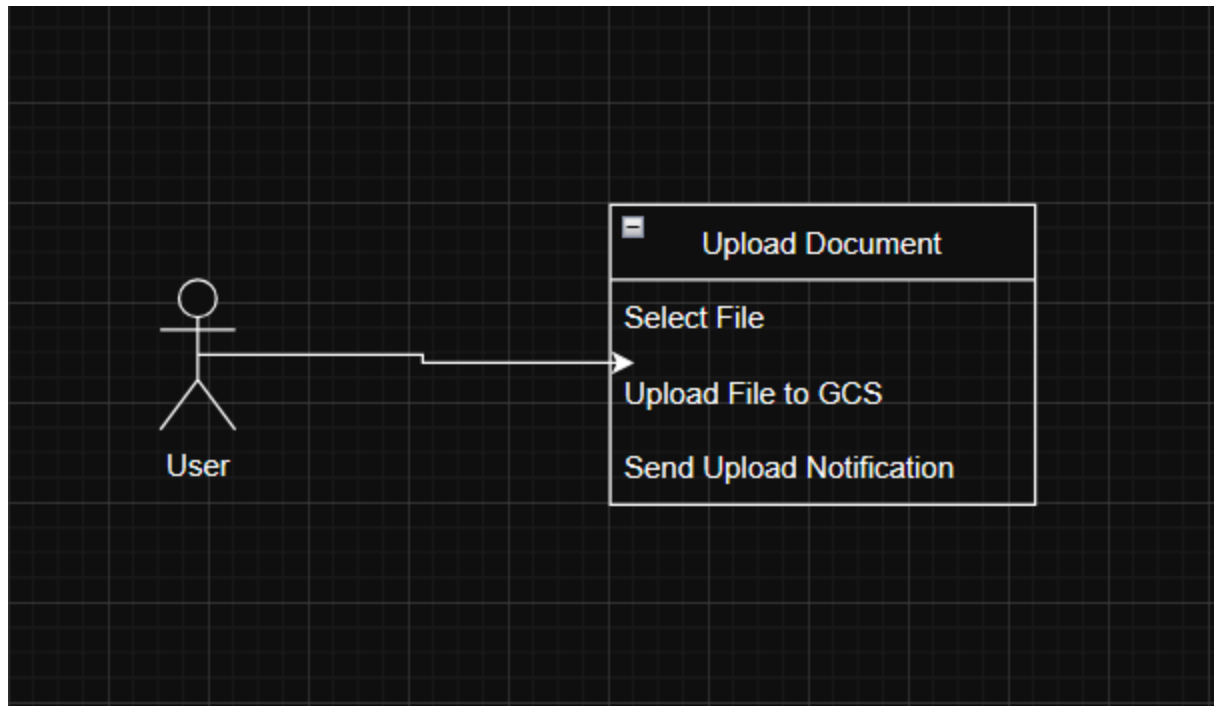 Upload Document
Select File
Upload File to GCS
Send Upload Notification
User